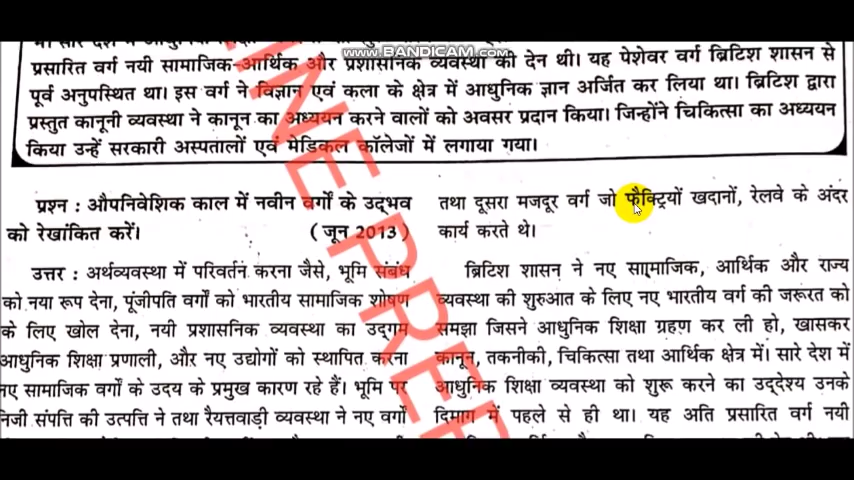 www.BANDICAM.com
प्रसारित वर्ग नयी सामाजिक-आर्थिक और प्रशासनिक व्यवस्था की देन थी। यह पेशेवर वर्ग ब्रिटिश शासन से
पूर्व अनुपस्थित था। इस वर्ग ने विज्ञान एवं कला के क्षेत्र में आधुनिक ज्ञान अर्जित कर लिया था। ब्रिटिश द्वारा
प्रस्तुत कानूनी व्यवस्था ने कानून का अध्ययन करने वालों को अवसर प्रदान किया। जिन्होंने चिकित्सा का अध्ययन
किया उन्हें सरकारी अस्पतालों एवं मेडिकल कॉलेजों में लगाया गया।
प्रश्न : औपनिवेशिक काल में नवीन वर्गों के उद्भव
को रेखांकित करें। (जून 2013)
उत्तर : अर्थव्यवस्था में परिवर्तन करना जैसे, भूमि संबंध
को नया रूप देना, पूंजीपति वर्गों को भारतीय सामाजिक शोषण
के लिए खोल देना, नयी प्रशासनिक व्यवस्था का उद्गम
आधुनिक शिक्षा प्रणाली, और नए उद्योगों को स्थापित करना
नए सामाजिक वर्गों के उदय के प्रमुख कारण रहे हैं। भूमि पर
निजी संपत्ति की उत्पत्ति ने तथा रैयत्तवाड़ी व्यवस्था ने नए वर्गों
तथा दूसरा मजदूर वर्ग जो फैक्ट्रियों खदानों, रेलवे के अंदर
कार्य करते थे।
ब्रिटिश शासन ने नए सामाजिक, आर्थिक और राज्य
व्यवस्था की शुरुआत के लिए नए भारतीय वर्ग की जरूरत को
समझा जिसने आधुनिक शिक्षा ग्रहण कर ली हो, खासकर
कानून, तकनीकी, चिकित्सा तथा आर्थिक क्षेत्र में। सारे देश में
आधुनिक शिक्षा व्यवस्था को शुरू करने का उद्देश्य उनके
दिमाग में पहले से ही था। यह अति प्रसारित वर्ग नयी